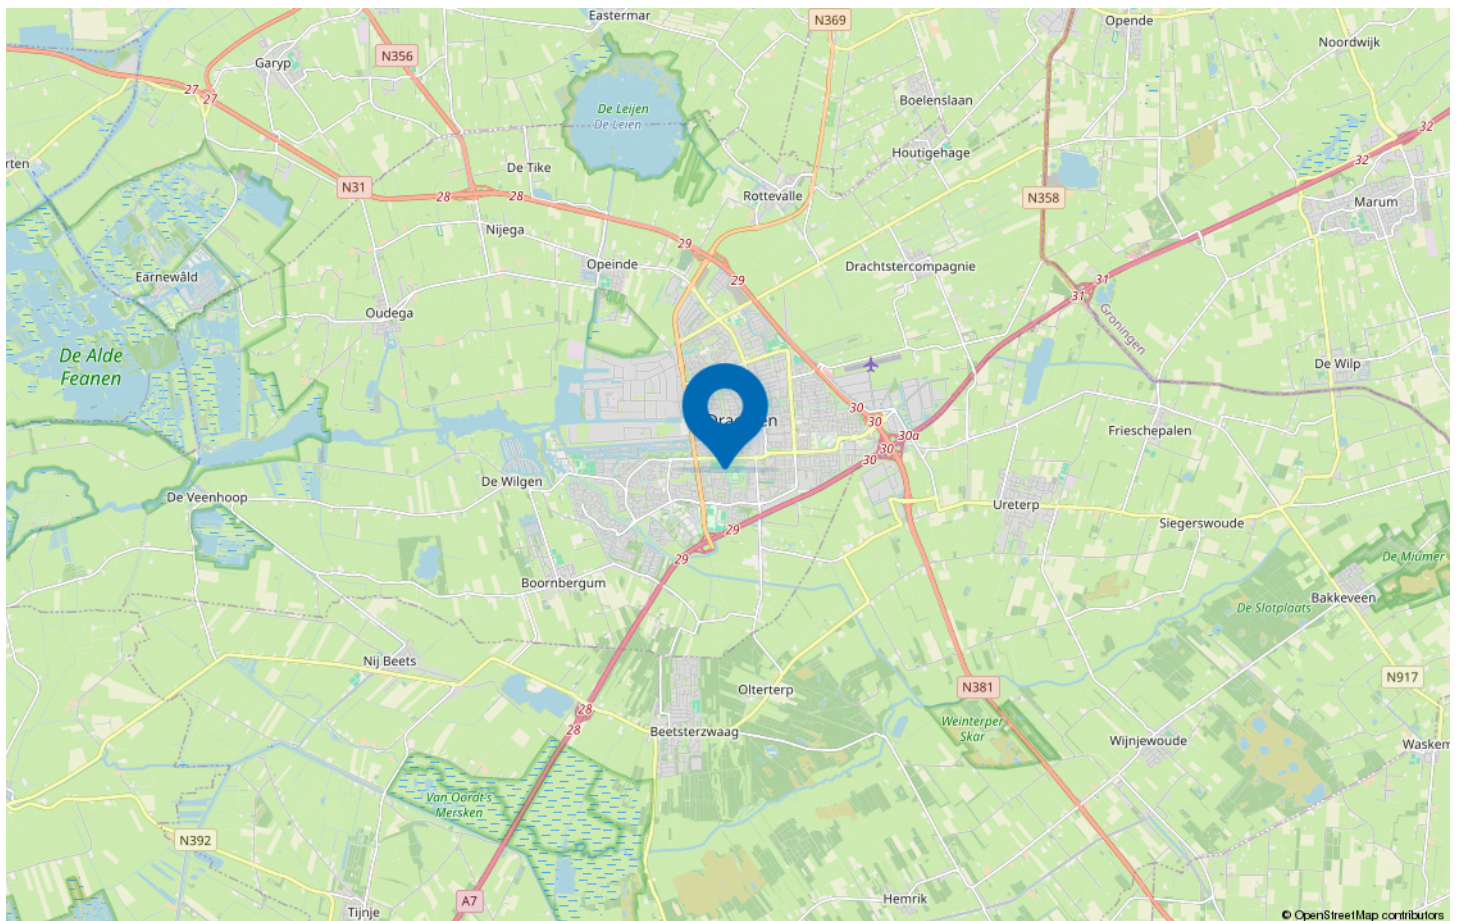 Eastermar
N369
Opende
Noordwijk
N356
Garyp
27
27
De Leijen
De Leien
Boelenslaan
32
32
Houtigehage
De Tike
N31
28
28
Rottevalle
N358
Marum
Nijega
29
Opeinde
29
Drachtstercompagnie
31
31
Earnewâld
Oudega
Groningen
De Alde
Feanen
De Wilp
30
30
30a
30
30
Frieschepalen
De Wilgen
De Veenhoop
Ureterp
Siegerswoude
29
29
Boornbergum
De Slotplaats
Bakkeveen
Nij Beets
Olterterp
N381
N917
28
28
Beetsterzwaag
Weinterper
Skar
Wijnjewoude
Van Oordt's
Mersken
N392
A7
Tijnje
Hemrik
© OpenStreetMap contributors